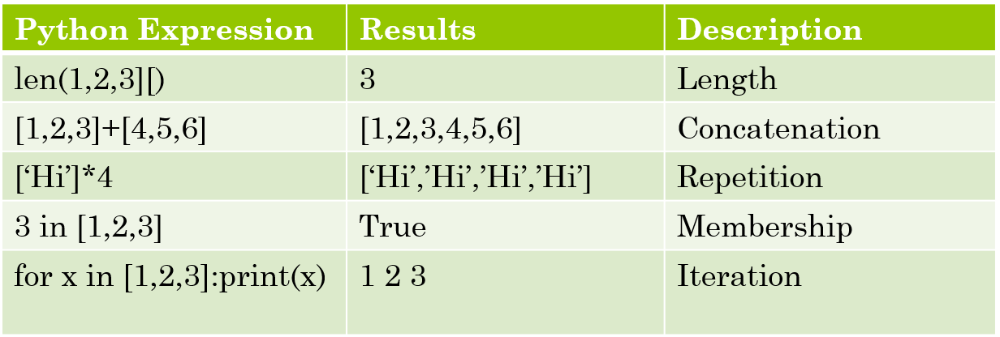 Python Expression Results Description
len(1,2,3][) 3 Length
[1,2,3]+[4,5,6] [1,2,3,4,5,6] Concatenation
[‘Hi’]*4 [‘Hi’,’Hi’,’Hi’,’Hi’] Repetition
3 in [1,2,3] True Membership
for x in [1,2,3]:print(x) 1 2 3 Iteration